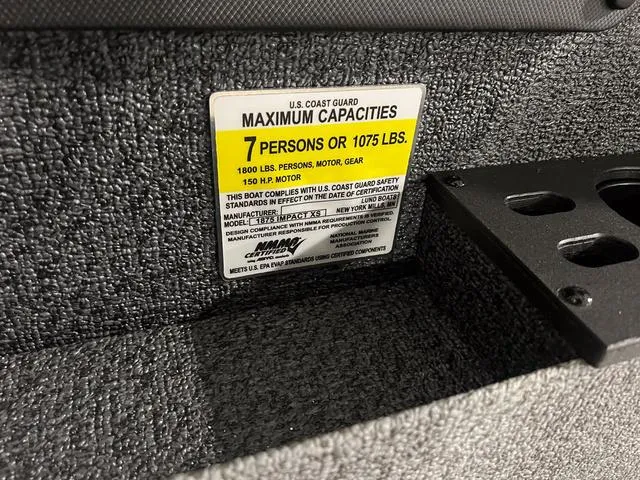 U.S. COAST GUARD
MAXIMUM CAPACITIES
7 PERSONS OR 1075 LBS.
1800 LBS. PERSONS, MOTOR, GEAR
150 H.P. MOTOR
THIS BOAT COMPLIES WITH U.S. COAST GUARD SAFETY
STANDARDS IN EFFECT ON THE DATE OF CERTIFICATION
MANUFACTURER: LUND BOATS
MODEL: 1875 IMPACT XS NEW YORK MILLS, MN
DESIGN COMPLIANCE WITH NMMA REQUIREMENTS IS VERIFIED.
MANUFACTURER RESPONSIBLE FOR PRODUCTION CONTROL.
NMMA
CERTIFIED
using ABYC standards
NATIONAL MARINE
MANUFACTURERS
ASSOCIATION
MEETS U.S. EPA EVAP STANDARDS USING CERTIFIED COMPONENTS